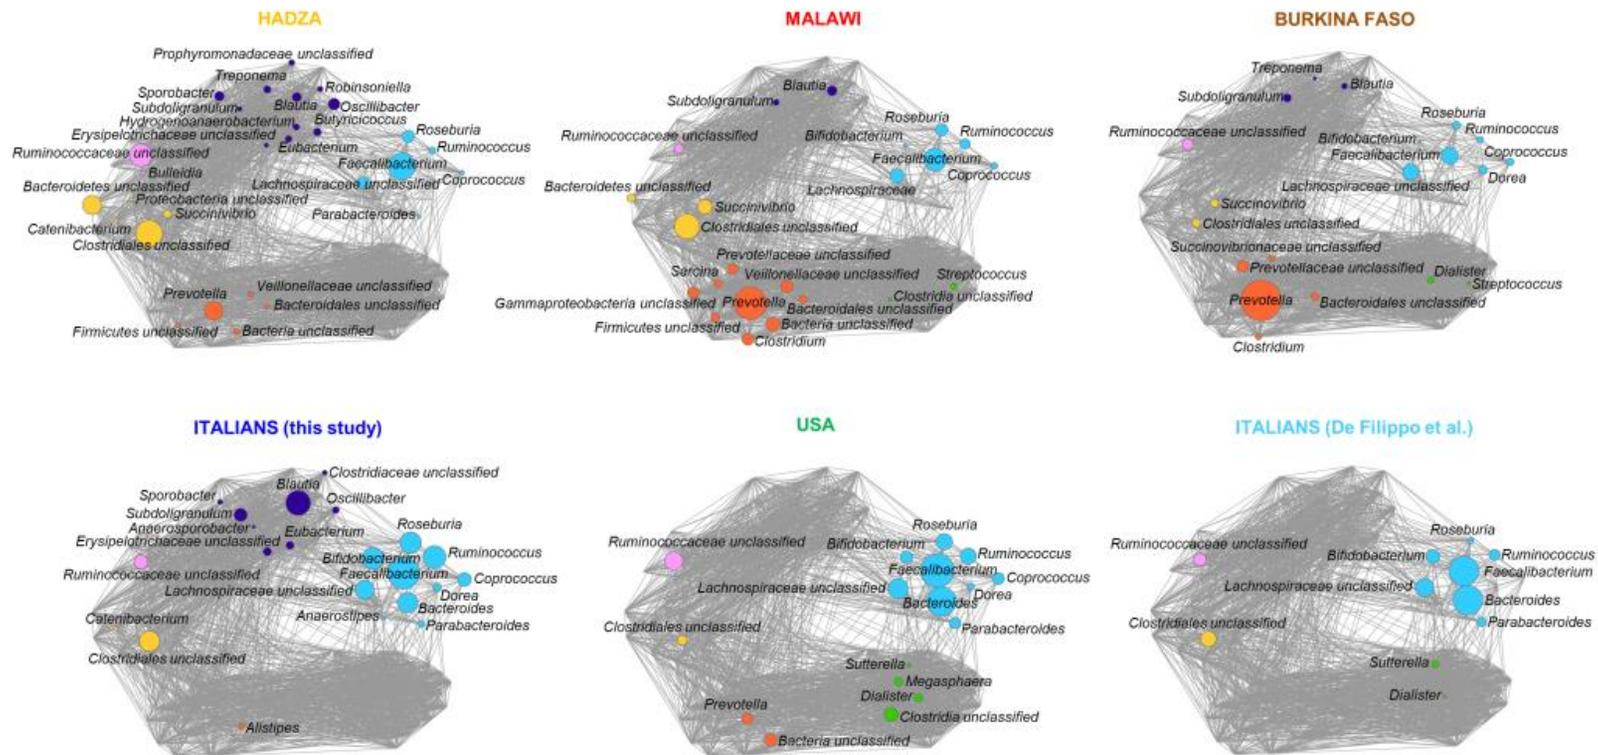 HADZA
Prophyromonadaceae unclassified
Treponema
Sporobacter
Robinsoniella
Subdoligranulum
Blautia
Oscillibacter
Hydrogenoanaerobacterium
Butyricicoccus
Erysipelotrichaceae unclassified
Eubacterium
Roseburia
Ruminococcus
Ruminococcaceae unclassified
Faecalibacterium
Bulleidia
Coprococcus
Bacteroidetes unclassified
Lachnospiraceae unclassified
Proteobacteria unclassified
Succinivibrio
Parabacteroides
Catenibacterium
Clostridiales unclassified
Veillonellaceae unclassified
Prevotella
Bacteroidales unclassified
Firmicutes unclassified
Bacteria unclassified
MALAWI
Blautia
Subdoligranulum
Roseburia
Ruminococcaceae unclassified
Bifidobacterium
Ruminococcus
Faecalibacterium
Coprococcus
Bacteroidetes unclassified
Lachnospiraceae
Succinivibrio
Clostridiales unclassified
Prevotellaceae unclassified
Sarcina
Veillonellaceae unclassified
Streptococcus
Gammaproteobacteria unclassified
Prevotella
Clostridia unclassified
Bacteroidales unclassified
Firmicutes unclassified
Bacteria unclassified
Clostridium
BURKINA FASO
Treponema
Blautia
Subdoligranulum
Roseburia
Ruminococcaceae unclassified
Bifidobacterium
Ruminococcus
Faecalibacterium
Coprococcus
Dorea
Lachnospiraceae unclassified
Succinovibrio
Clostridiales unclassified
Succinovibrionaceae unclassified
Prevotellaceae unclassified
Dialister
Streptococcus
Prevotella
Bacteroidales unclassified
Clostridium
ITALIANS (this study)
Clostridiaceae unclassified
Blautia
Sporobacter
Oscillibacter
Subdoligranulum
Anaerosporobacter
Eubacterium
Roseburia
Erysipelotrichaceae unclassified
Bifidobacterium
Ruminococcus
Ruminococcaceae unclassified
Faecalibacterium
Coprococcus
Lachnospiraceae unclassified
Dorea
Bacteroides
Catenibacterium
Anaerostipes
Parabacteroides
Clostridiales unclassified
Alistipes
USA
Roseburia
Ruminococcaceae unclassified
Bifidobacterium
Ruminococcus
Faecalibacterium
Coprococcus
Lachnospiraceae unclassified
Dorea
Bacteroides
Clostridiales unclassified
Parabacteroides
Sutterella
Megasphaera
Dialister
Prevotella
Clostridia unclassified
Bacteria unclassified
ITALIANS (De Filippo et al.)
Roseburia
Ruminococcaceae unclassified
Bifidobacterium
Ruminococcus
Faecalibacterium
Lachnospiraceae unclassified
Bacteroides
Clostridiales unclassified
Parabacteroides
Sutterella
Dialister